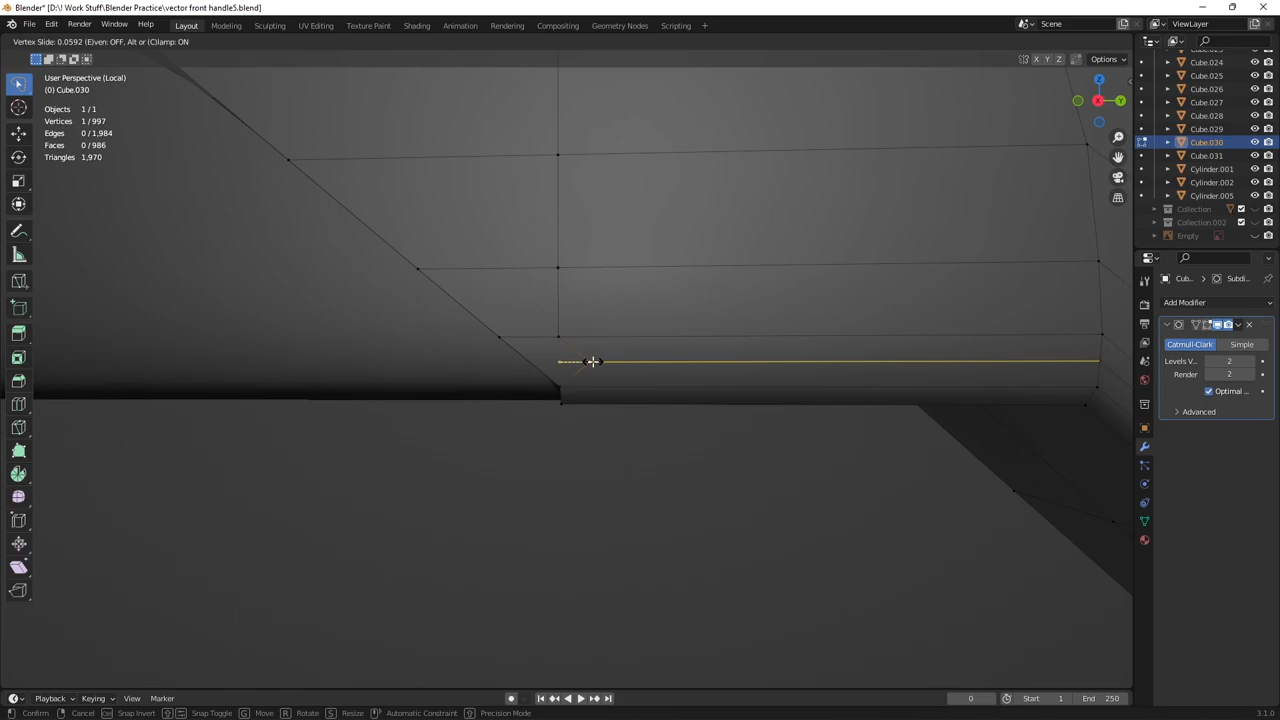 Blender* [D:\! Work Stuff\Blender Practice\vector front handle5.blend]
File Edit Render Window Help Layout Modeling Sculpting UV Editing Texture Paint Shading Animation Rendering Compositing Geometry Nodes Scripting + Scene ViewLayer
Vertex Slide: 0.0592 (E)ven: OFF, Alt or (C)lamp: ON
X Y Z Options
User Perspective (Local)
(0) Cube.030
Objects 1/1
Vertices 1/997
Edges 0/1,984
Faces 0/986
Triangles 1,970
Z
X
Y
Cube.024
Cube.025
Cube.026
Cube.027
Cube.028
Cube.029
Cube.030
Cube.031
Cylinder.001
Cylinder.002
Cylinder.005
Collection
Collection.002
Empty
Cub... Subdi...
Add Modifier
Catmull-Clark Simple
Levels V... 2
Render 2
Optimal ...
Advanced
Playback Keying View Marker 0 Start 1 End 250
Confirm Cancel Snap Invert Snap Toggle G Move R Rotate S Resize Automatic Constraint Precision Mode 3.1.0